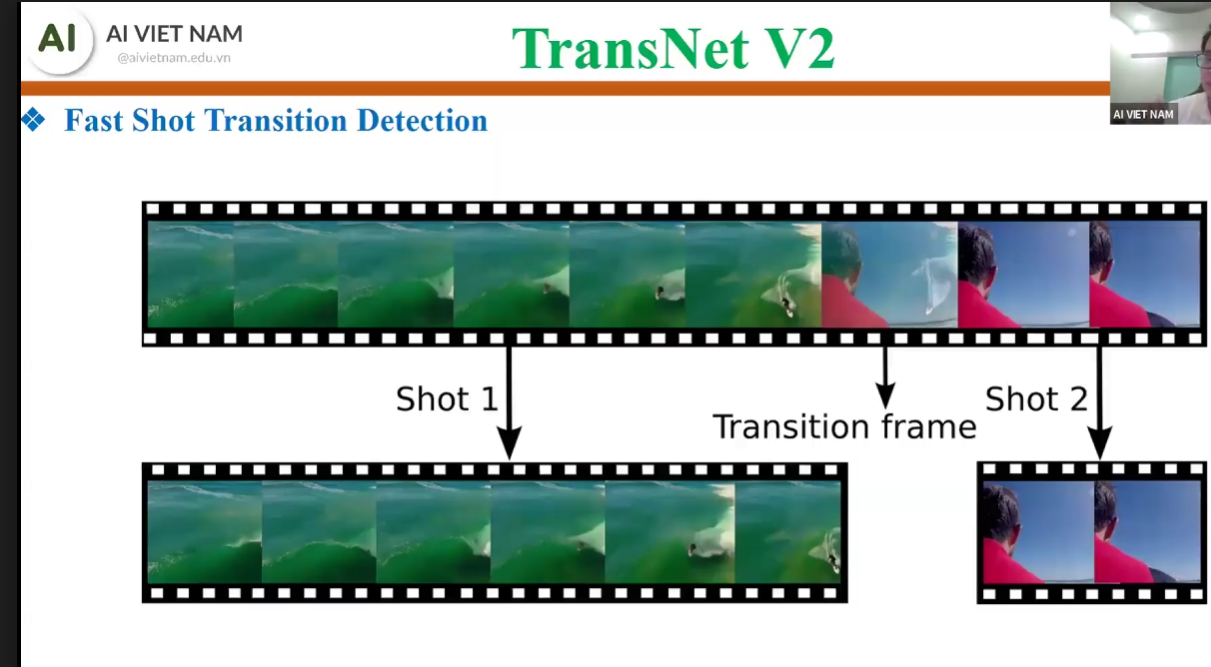 AI
AI VIET NAM
@aivietnam.edu.vn
TransNet V2
AI VIET NAM
Fast Shot Transition Detection
Shot 1
Transition frame
Shot 2